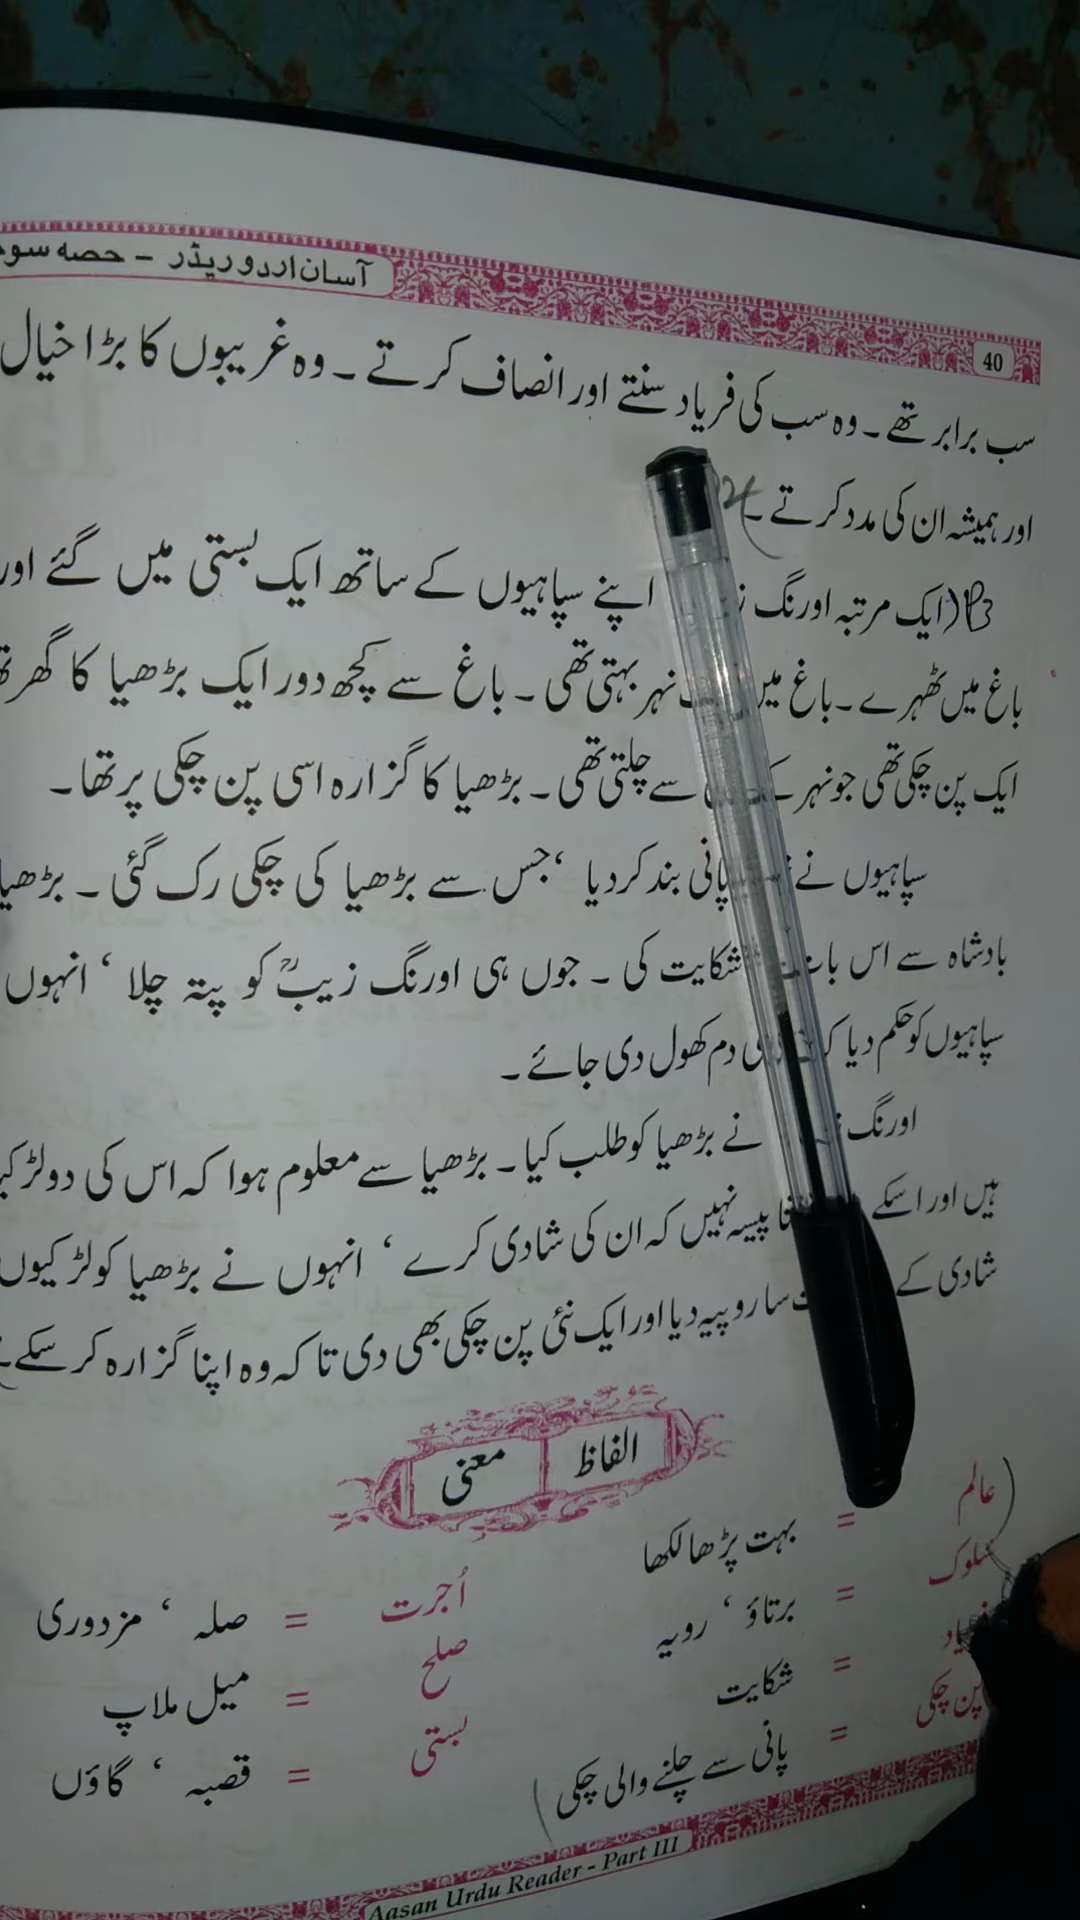 آسان اردو ریڈر - حصہ سوم
40
سب برابر تھے۔ وہ سب کی فریاد سنتے اور انصاف کرتے۔ وہ غریبوں کا بڑا خیال
اور ہمیشہ ان کی مدد کرتے۔
(ایک مرتبہ اورنگ اپنے سپاہیوں کے ساتھ ایک بستی میں گئے اور
باغ میں ٹھہرے۔ باغ میں نہر بہتی تھی۔ باغ سے کچھ دور ایک بڑھیا کا گھر
ایک پن چکی تھی جو نہر سے چلتی تھی۔ بڑھیا کا گزارہ اسی پن چکی پر تھا۔
سپاہیوں نے پانی بند کر دیا ‘ جس سے بڑھیا کی چکی رک گئی۔ بڑھیا
بادشاہ سے اس شکایت کی۔ جوں ہی اورنگ زیبؒ کو پتہ چلا ‘ انہوں
سپاہیوں کو حکم دیا دم کھول دی جائے۔
اورنگ نے بڑھیا کو طلب کیا۔ بڑھیا سے معلوم ہوا کہ اس کی دو
ہیں اور اسکے پیسہ نہیں کہ ان کی شادی کرے ‘ انہوں نے بڑھیا کو لڑکیوں
شادی کے سا روپیہ دیا اور ایک نئی پن چکی بھی دی تا کہ وہ اپنا گزارہ کر سکے۔
الفاظ معنی
عالم = بہت پڑھا لکھا
سلوک = برتاؤ ‘ رویہ
= شکایت
پن چکی = پانی سے چلنے والی چکی)
اُجرت = صلہ ‘ مزدوری
صلح = میل ملاپ
بستی = قصبہ ‘ گاؤں
Aasan Urdu Reader - Part III